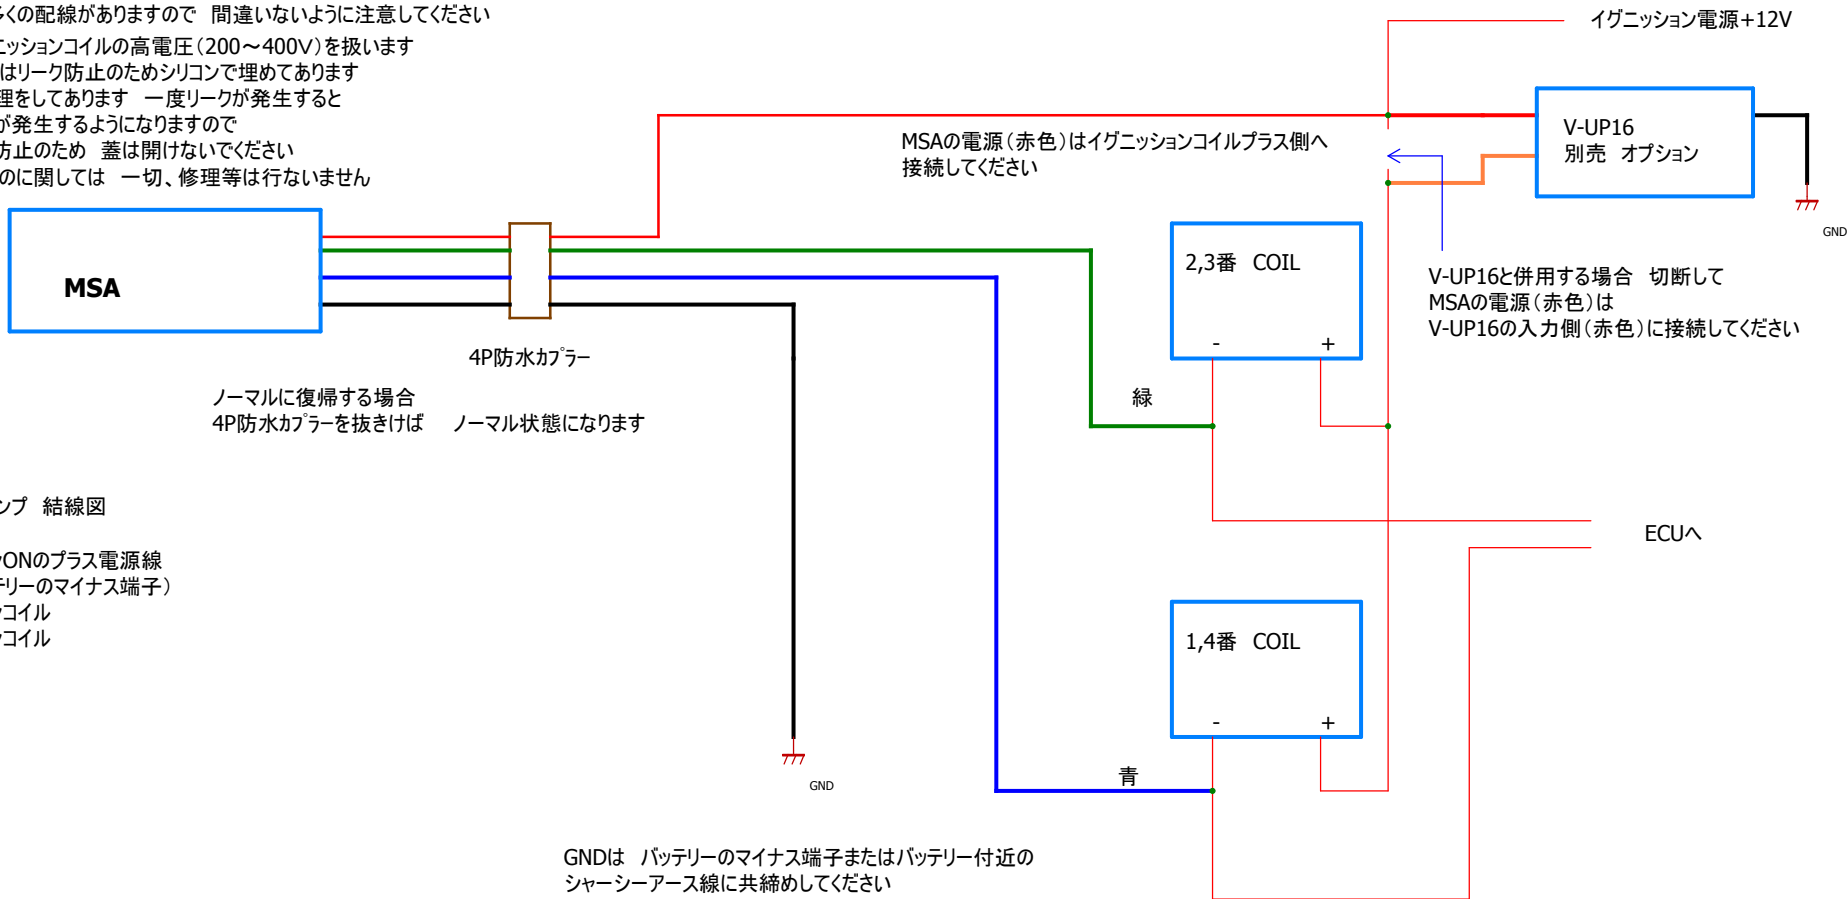 くの配線がありますので 間違いないように注意してください
ニッションコイルの高電圧(200～400V)を扱います
はリーク防止のためシリコンで埋めてあります
理をしてあります 一度リークが発生すると
が発生するようになりますので
防止のため 蓋は開けないでください
のに関しては 一切、修理等は行ないません
イグニッション電源+12V
MSAの電源(赤色)はイグニッションコイルプラス側へ
接続してください
V-UP16
別売 オプション
GND
MSA
2,3番 COIL
- +
V-UP16と併用する場合 切断して
MSAの電源(赤色)は
V-UP16の入力側(赤色)に接続してください
4P防水カプラー
ノーマルに復帰する場合
4P防水カプラーを抜きけば ノーマル状態になります
緑
ンプ 結線図
ONのプラス電源線
テリーのマイナス端子)
コイル
コイル
ECUへ
1,4番 COIL
- +
青
GND
GNDは バッテリーのマイナス端子またはバッテリー付近の
シャーシーアース線に共締めしてください